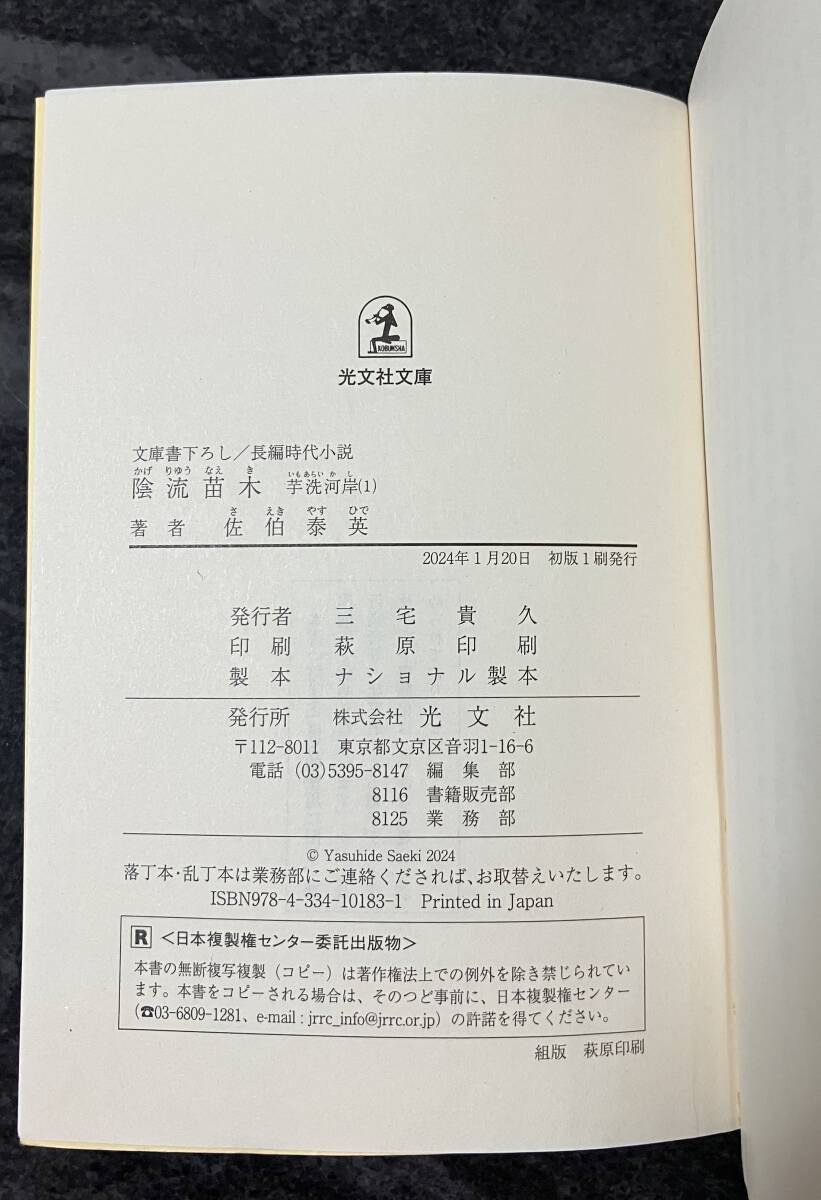 KOBUNSHA
光文社文庫
文庫書下ろし／長編時代小説
かげ りゆう なえ き いもあらい か し
陰流苗木 芋洗河岸(1)
さ えき やす ひで
著者 佐伯泰英
2024年1月20日 初版1刷発行
発行者 三宅貴久
印刷 萩原印刷
製本 ナショナル製本
発行所 株式会社 光文社
〒112-8011 東京都文京区音羽1-16-6
電話 (03)5395-8147 編集部
8116 書籍販売部
8125 業務部
© Yasuhide Saeki 2024
落丁本・乱丁本は業務部にご連絡くだされば、お取替えいたします。
ISBN978-4-334-10183-1 Printed in Japan
R ＜日本複製権センター委託出版物＞
本書の無断複写複製（コピー）は著作権法上での例外を除き禁じられてい
ます。本書をコピーされる場合は、そのつど事前に、日本複製権センター
（☎03-6809-1281、e-mail : jrrc_info@jrrc.or.jp）の許諾を得てください。
組版 萩原印刷